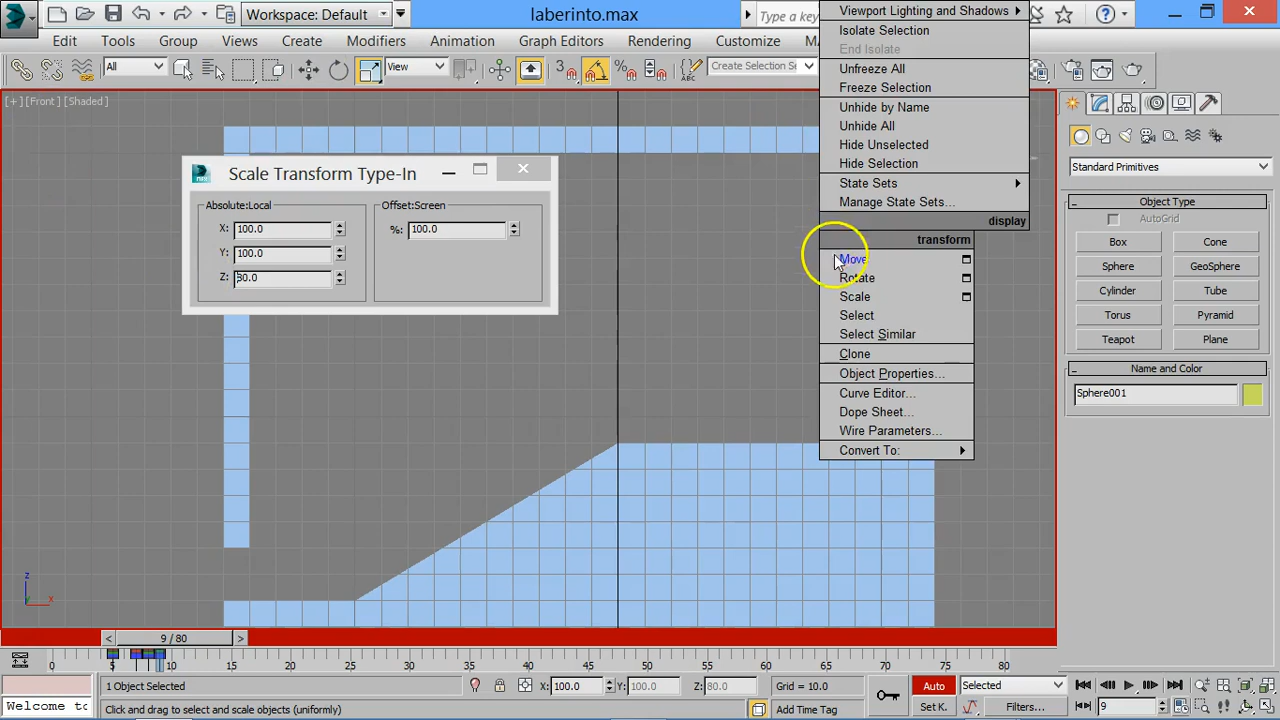 Workspace: Default
laberinto.max
Type a key
Edit Tools Group Views Create Modifiers Animation Graph Editors Rendering Customize
All
View
Create Selection Se
[+] [Front] [Shaded]
Viewport Lighting and Shadows
Isolate Selection
End Isolate
Unfreeze All
Freeze Selection
Unhide by Name
Unhide All
Hide Unselected
Hide Selection
State Sets
Manage State Sets...
display
transform
Move
Rotate
Scale
Select
Select Similar
Clone
Object Properties...
Curve Editor...
Dope Sheet...
Wire Parameters...
Convert To:
Scale Transform Type-In
Absolute:Local
X: 100.0
Y: 100.0
Z: 80.0
Offset:Screen
%: 100.0
Standard Primitives
Object Type
AutoGrid
Box Cone
Sphere GeoSphere
Cylinder Tube
Torus Pyramid
Teapot Plane
Name and Color
Sphere001
z
x
< 9 / 80 >
0 5 10 15 20 25 30 35 40 45 50 55 60 65 70 75 80
1 Object Selected X: 100.0 Y: 100.0 Z: 80.0 Grid = 10.0 Auto Selected
Welcome to Click and drag to select and scale objects (uniformly) Add Time Tag Set K. Filters... 9